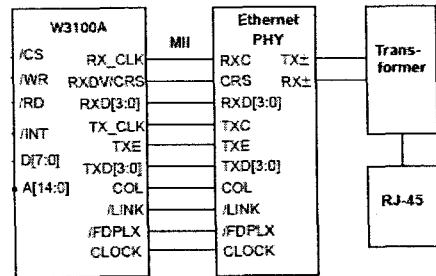 W3100A
MII
Ethernet
PHY
Trans-
former
RJ-45
/CS
/WR
/RD
/INT
D[7:0]
A[14:0]
RX_CLK
RXDV/CRS
RXD[3:0]
TX_CLK
TXE
TXD[3:0]
COL
/LINK
/FDPLX
CLOCK
RXC
CRS
RXD[3:0]
TXC
TXE
TXD[3:0]
COL
/LINK
/FDPLX
CLOCK
TX±
RX±